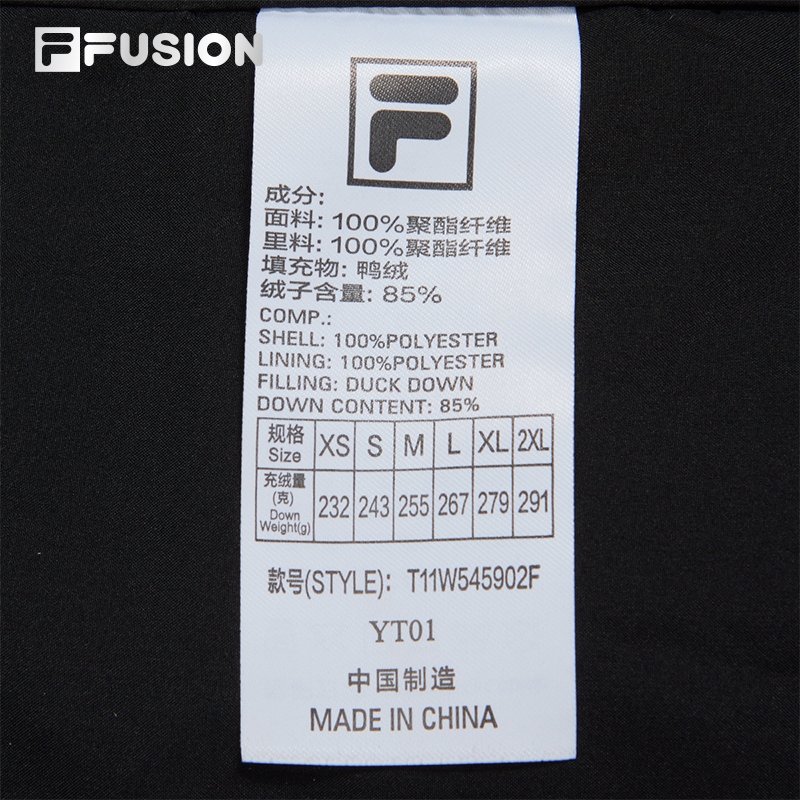 FUSION
成分:
面料: 100%聚酯纤维
里料: 100%聚酯纤维
填充物: 鸭绒
绒子含量: 85%
COMP.:
SHELL: 100%POLYESTER
LINING: 100%POLYESTER
FILLING: DUCK DOWN
DOWN CONTENT: 85%
规格 Size XS S M L XL 2XL
充绒量(克) Down Weight(g) 232 243 255 267 279 291
款号(STYLE): T11W545902F
YT01
中国制造
MADE IN CHINA